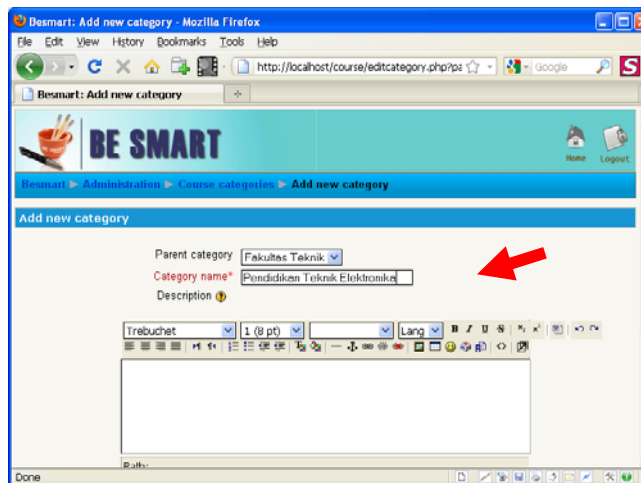 Besmart: Add new category - Mozilla Firefox
File Edit View History Bookmarks Tools Help
http://localhost/course/editcategory.php?pa Google
Besmart: Add new category
BE SMART
Home Logout
Besmart ► Administration ► Course categories ► Add new category
Add new category
Parent category Fakultas Teknik
Category name* Pendidikan Teknik Elektronika
Description
Trebuchet 1 (8 pt) Lang B I U S
Path:
Done